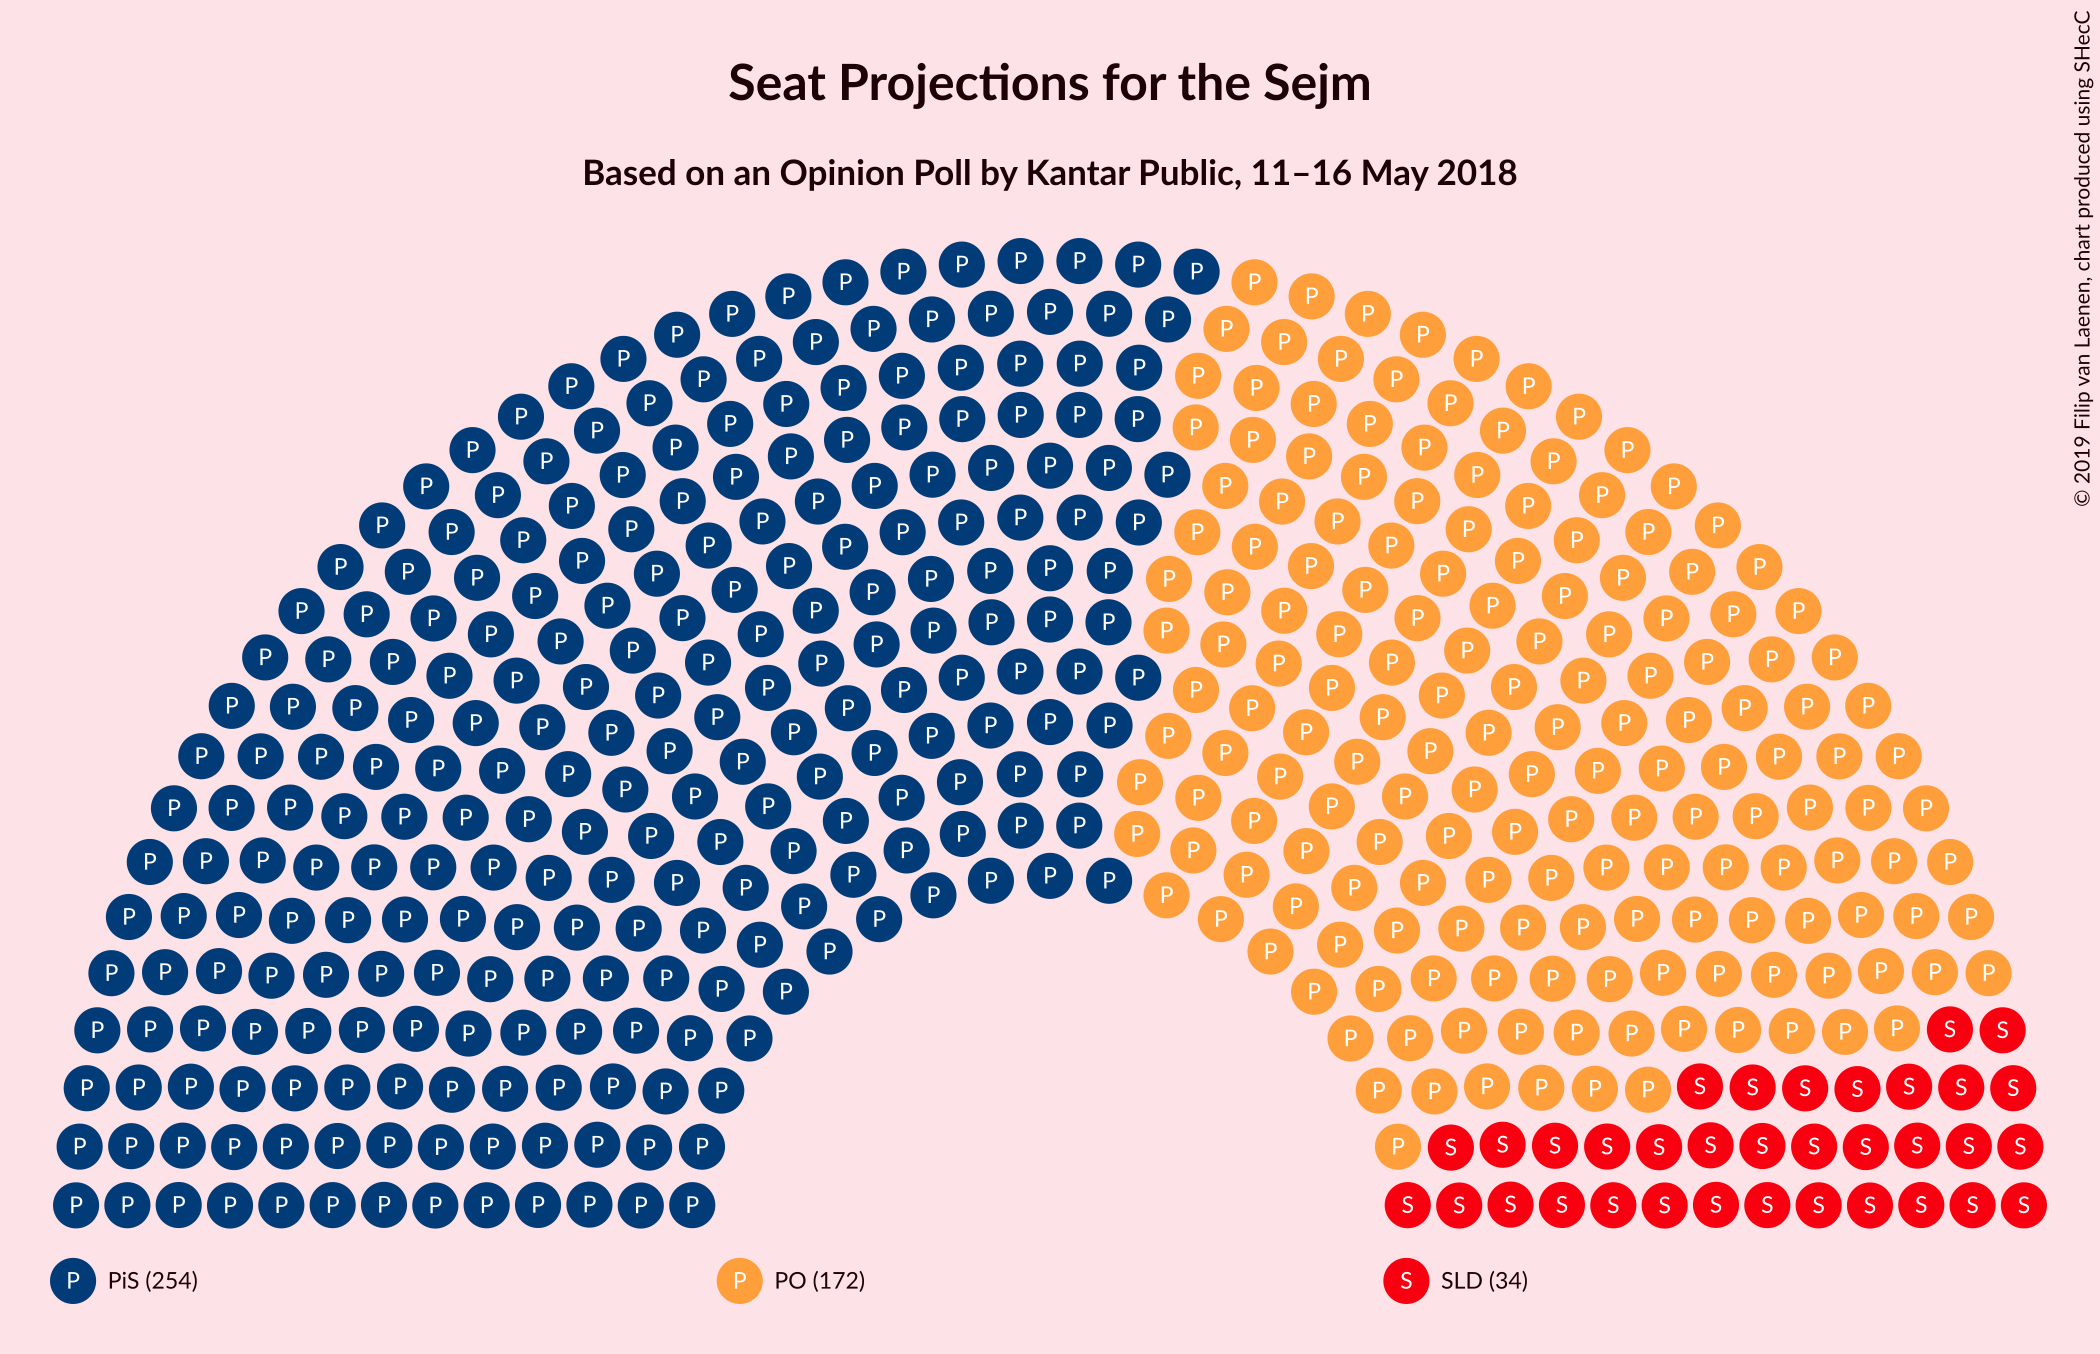 Seat Projections for the Sejm
Based on an Opinion Poll by Kantar Public, 11–16 May 2018
© 2019 Filip van Laenen, chart produced using SHecC
P PiS (254)
P PO (172)
S SLD (34)